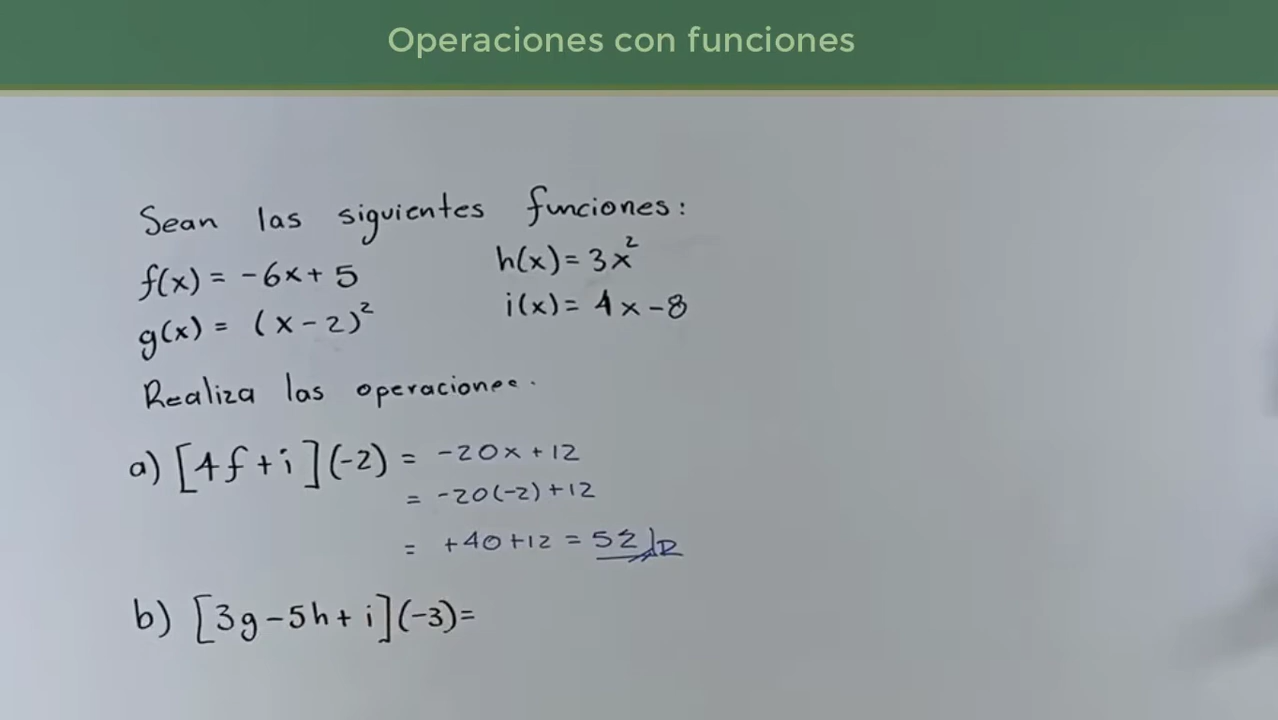 Operaciones con funciones
Sean las siguientes funciones:
f(x) = -6x + 5
h(x) = 3x²
g(x) = (x - 2)²
i(x) = 4x - 8
Realiza las operaciones.
a) [4f + i](-2) = -20x + 12
= -20(-2) + 12
= +40 + 12 = 52 //R
b) [3g - 5h + i](-3) =